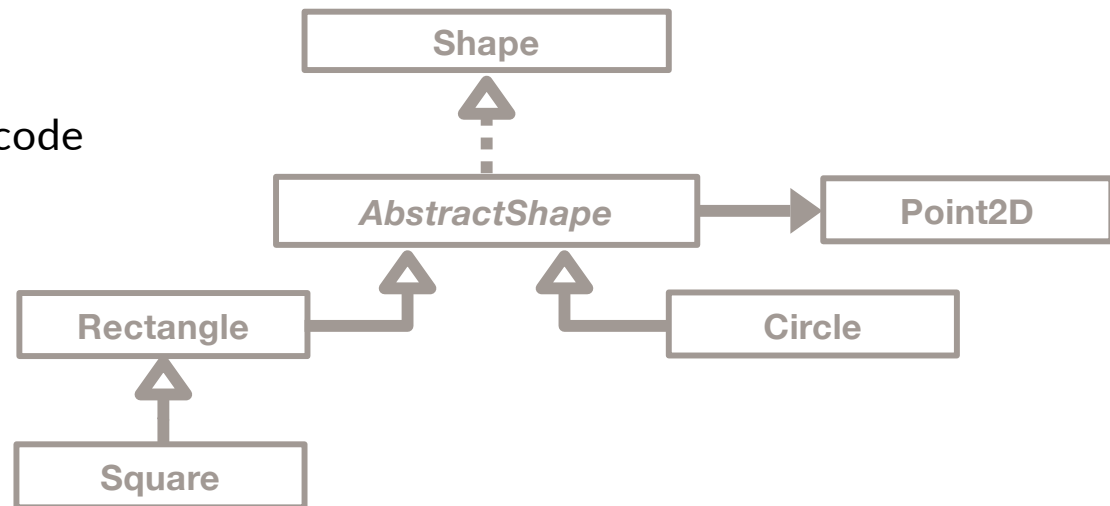 Shape
code
AbstractShape
Point2D
Rectangle
Circle
Square